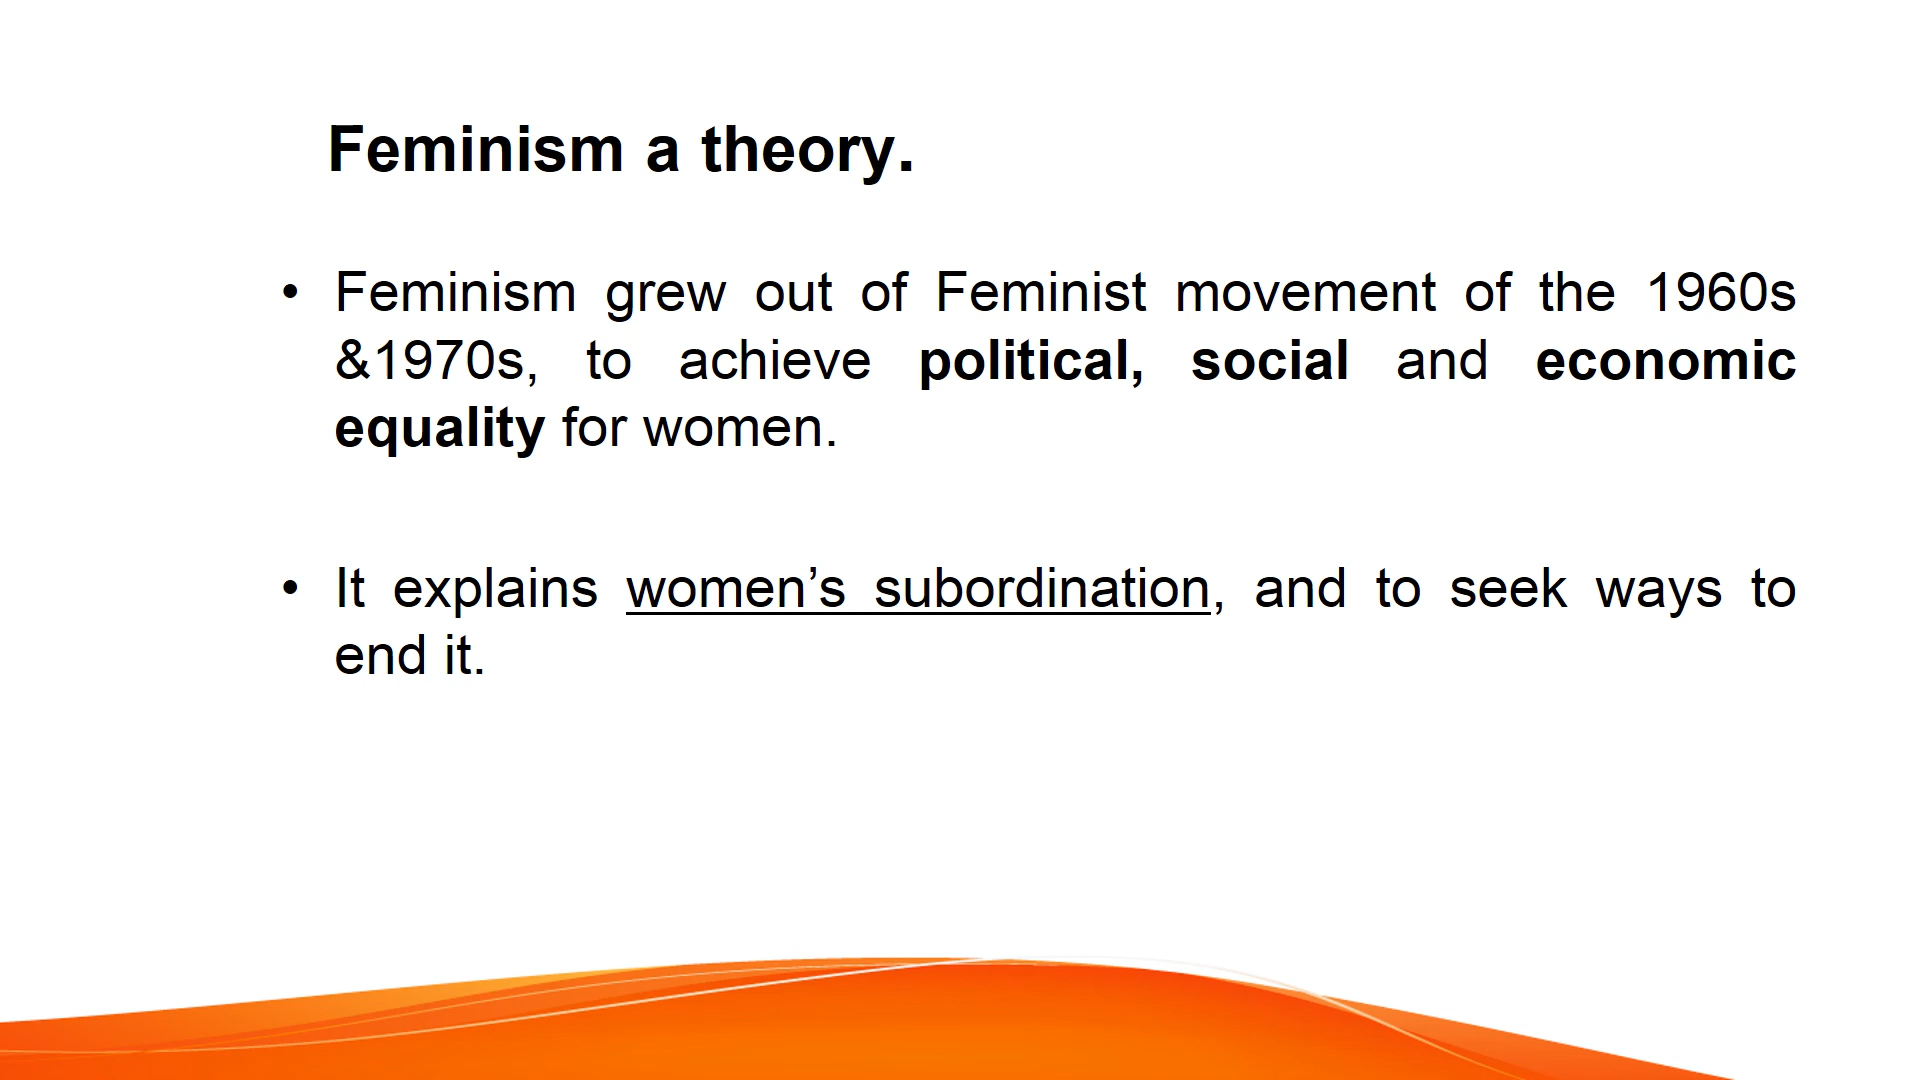 Feminism a theory.
• Feminism grew out of Feminist movement of the 1960s
&1970s, to achieve political, social and economic
equality for women.
• It explains women’s subordination, and to seek ways to
end it.